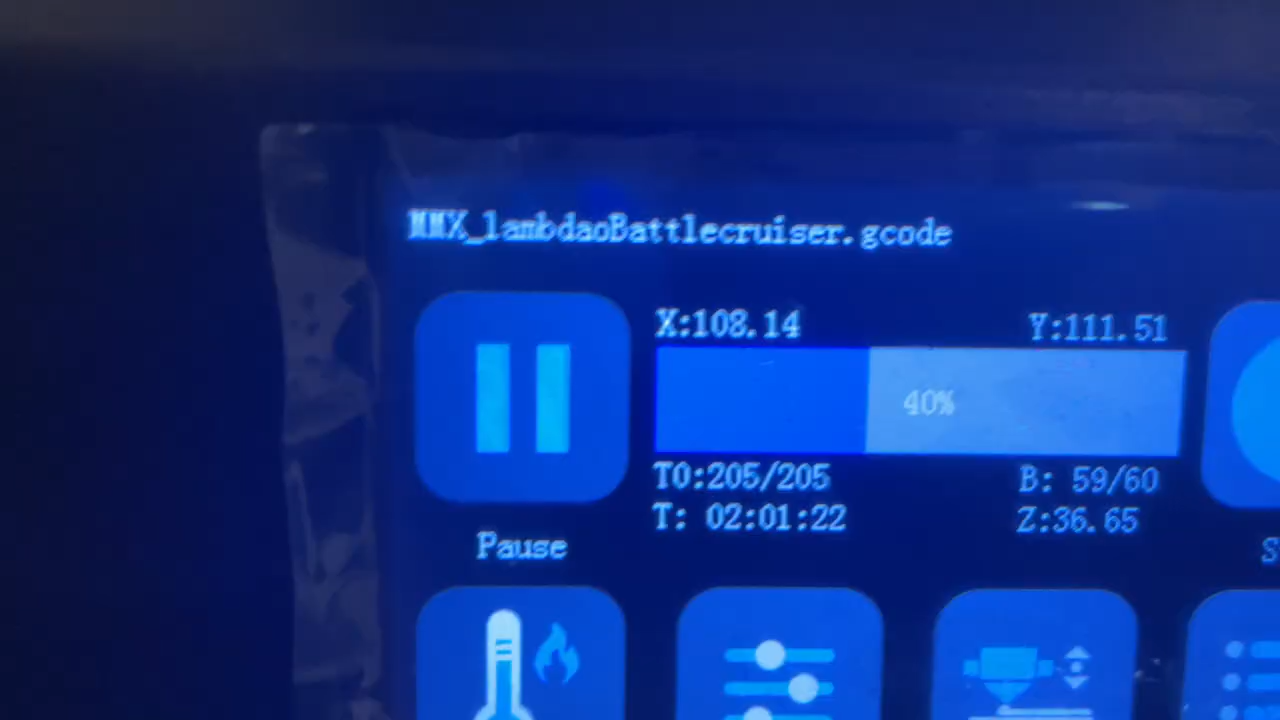 MMX_lambdaoBattlecruiser.gcode
X:108.14 Y:111.51
40%
T0:205/205 B: 59/60
T: 02:01:22 Z:36.65
Pause